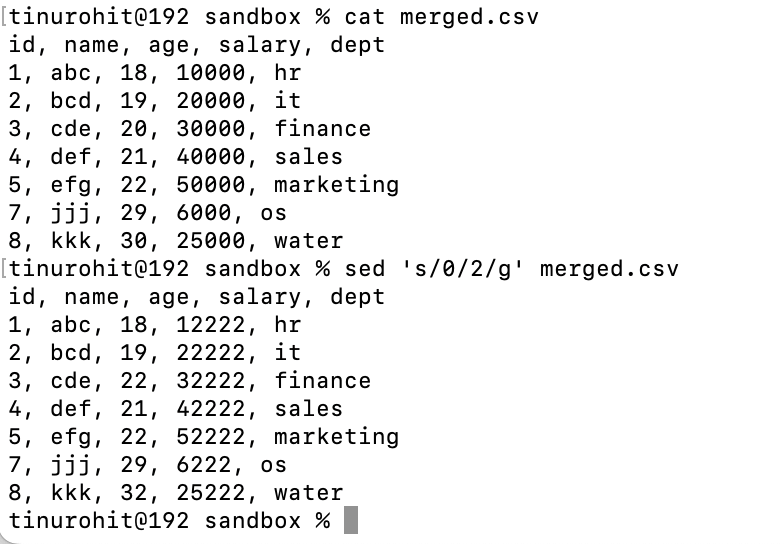 [tinurohit@192 sandbox % cat merged.csv
id, name, age, salary, dept
1, abc, 18, 10000, hr
2, bcd, 19, 20000, it
3, cde, 20, 30000, finance
4, def, 21, 40000, sales
5, efg, 22, 50000, marketing
7, jjj, 29, 6000, os
8, kkk, 30, 25000, water
[tinurohit@192 sandbox % sed 's/0/2/g' merged.csv
id, name, age, salary, dept
1, abc, 18, 12222, hr
2, bcd, 19, 22222, it
3, cde, 22, 32222, finance
4, def, 21, 42222, sales
5, efg, 22, 52222, marketing
7, jjj, 29, 6222, os
8, kkk, 32, 25222, water
tinurohit@192 sandbox %